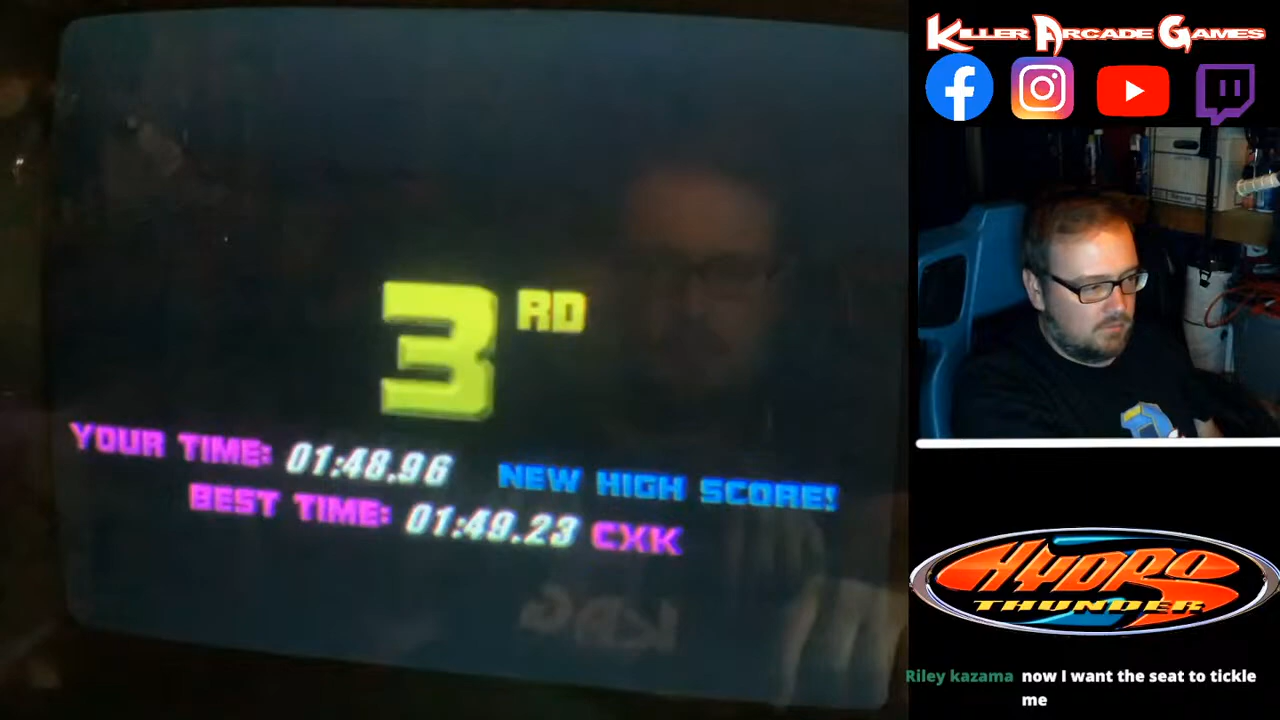 KILLER ARCADE GAMES
3RD
YOUR TIME: 01:48.96 NEW HIGH SCORE!
BEST TIME: 01:49.23 CXK
KAG
HYDRO
THUNDER
Riley kazama now I want the seat to tickle
me